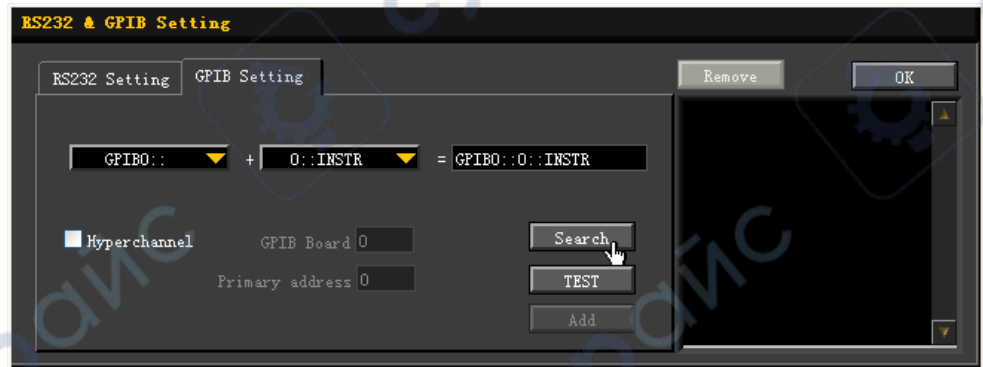 RS232 & GPIB Setting
RS232 Setting GPIB Setting Remove OK
GPIB0:: + 0::INSTR = GPIB0::0::INSTR
Hyperchannel GPIB Board 0 Search
Primary address 0 TEST
Add